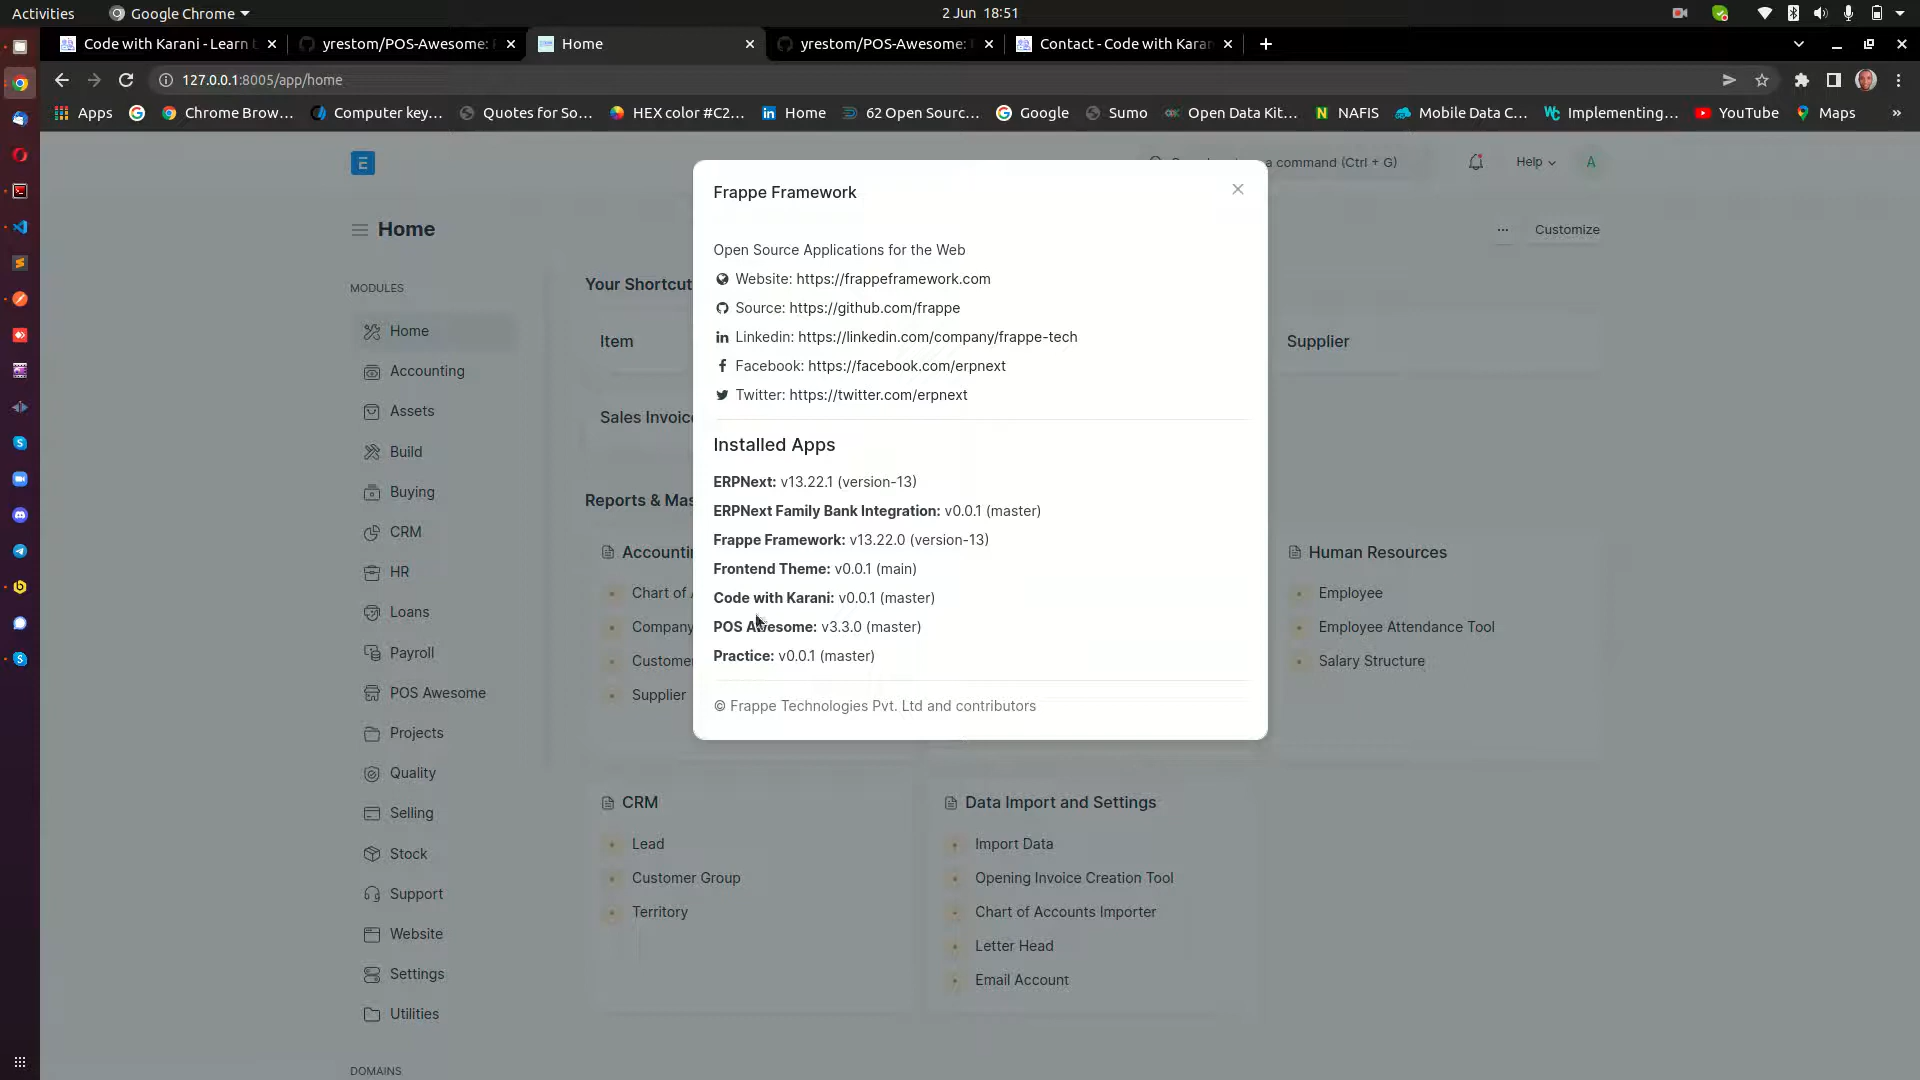 Activities
Google Chrome
2 Jun 18:51
Code with Karani - Learn t
yrestom/POS-Awesome:
Home
yrestom/POS-Awesome:
Contact - Code with Karan
127.0.0.1:8005/app/home
Apps
Chrome Brow...
Computer key...
Quotes for So...
HEX color #C2...
Home
62 Open Sourc...
Google
Sumo
Open Data Kit...
NAFIS
Mobile Data C...
Implementing...
YouTube
Maps
»
E
a command (Ctrl + G)
Help
A
Home
...
Customize
MODULES
Home
Accounting
Assets
Build
Buying
CRM
HR
Loans
Payroll
POS Awesome
Projects
Quality
Selling
Stock
Support
Website
Settings
Utilities
DOMAINS
Your Shortcut
Item
Supplier
Sales Invoic
Reports & Mas
Accountin
Chart of
Company
Custome
Supplier
Human Resources
Employee
Employee Attendance Tool
Salary Structure
CRM
Lead
Customer Group
Territory
Data Import and Settings
Import Data
Opening Invoice Creation Tool
Chart of Accounts Importer
Letter Head
Email Account
Frappe Framework
Open Source Applications for the Web
Website: https://frappeframework.com
Source: https://github.com/frappe
Linkedin: https://linkedin.com/company/frappe-tech
Facebook: https://facebook.com/erpnext
Twitter: https://twitter.com/erpnext
Installed Apps
ERPNext: v13.22.1 (version-13)
ERPNext Family Bank Integration: v0.0.1 (master)
Frappe Framework: v13.22.0 (version-13)
Frontend Theme: v0.0.1 (main)
Code with Karani: v0.0.1 (master)
POS Awesome: v3.3.0 (master)
Practice: v0.0.1 (master)
© Frappe Technologies Pvt. Ltd and contributors